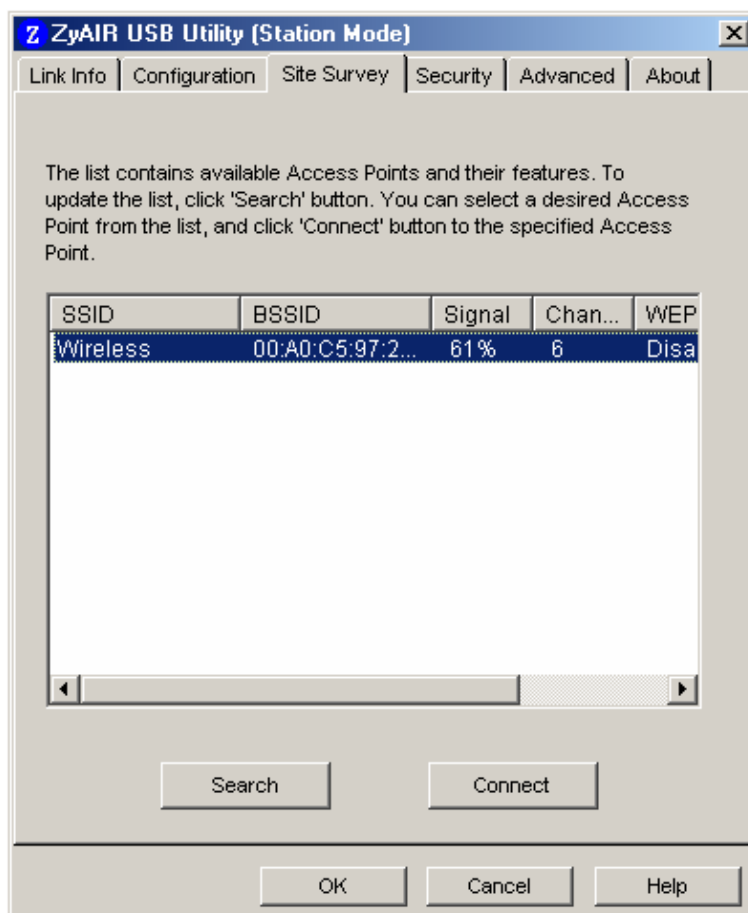 Z ZyAIR USB Utility (Station Mode)
Link Info Configuration Site Survey Security Advanced About
The list contains available Access Points and their features. To
update the list, click 'Search' button. You can select a desired Access
Point from the list, and click 'Connect' button to the specified Access
Point.
SSID BSSID Signal Chan... WEP
Wireless 00:A0:C5:97:2... 61% 6 Disa
Search Connect
OK Cancel Help